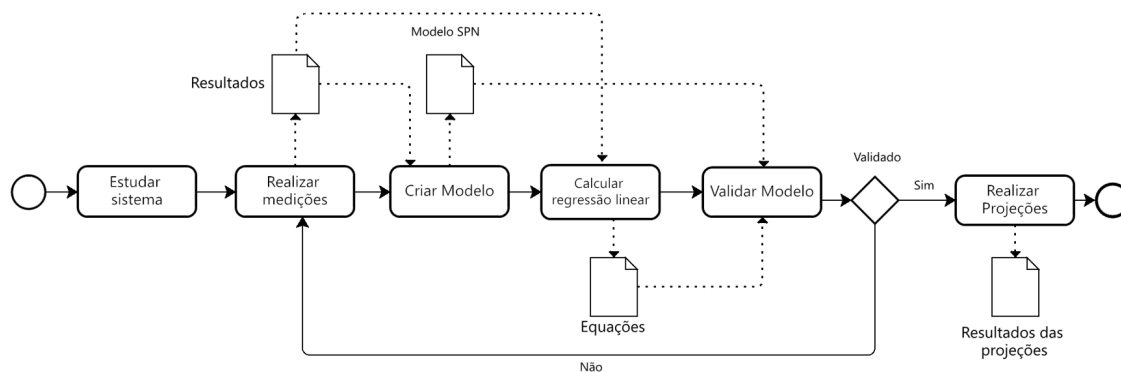 Modelo SPN
Resultados
Estudar
sistema
Realizar
medições
Criar Modelo
Calcular
regressão linear
Validar Modelo
Validado
Sim
Realizar
Projeções
Equações
Resultados das
projeções
Não